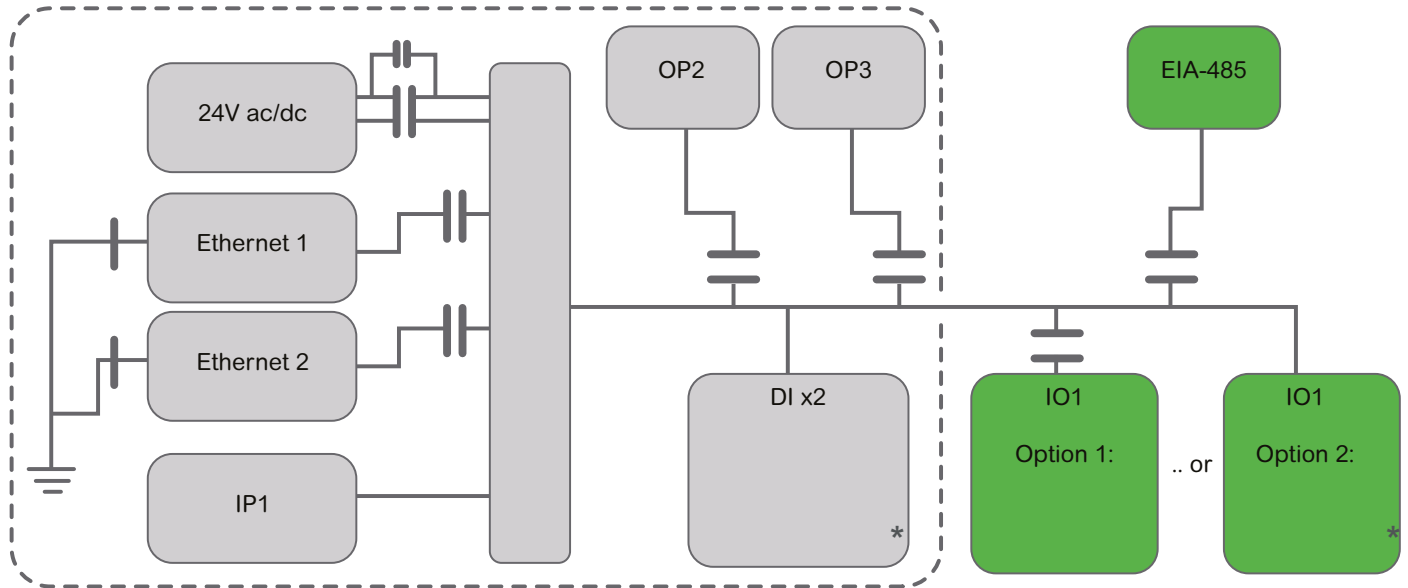 24V ac/dc
Ethernet 1
Ethernet 2
IP1
OP2
OP3
DI x2
*
EIA-485
IO1
Option 1:
.. or
IO1
Option 2:
*